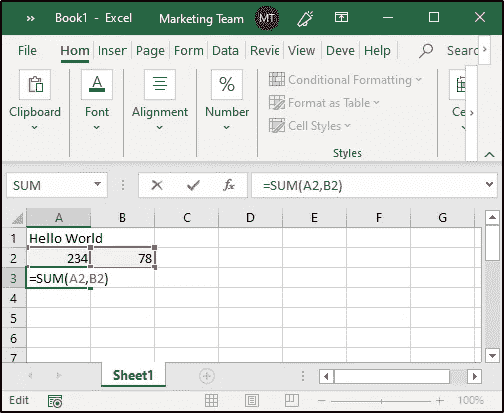 Book1 - Excel Marketing Team MT
File Hom Inser Page Form Data Revie View Deve Help Searc
Clipboard Font Alignment Number Conditional Formatting Format as Table Cell Styles Cel
A %
Styles
SUM fx =SUM(A2,B2)
A B C D E F G
1 Hello World
2 234 78
3 =SUM(A2,B2)
4
5
6
7
Sheet1
Edit 100%